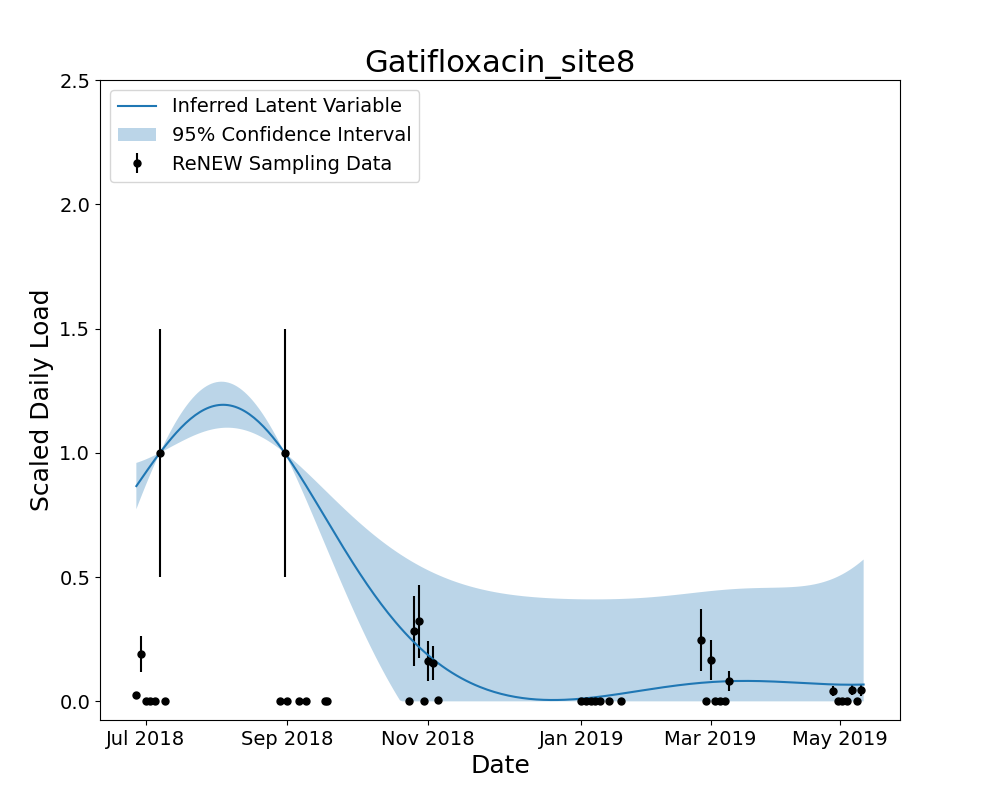 Gatifloxacin_site8
2.5
2.0
1.5
1.0
0.5
0.0
Scaled Daily Load
Inferred Latent Variable
95% Confidence Interval
ReNEW Sampling Data
Jul 2018 Sep 2018 Nov 2018 Jan 2019 Mar 2019 May 2019
Date